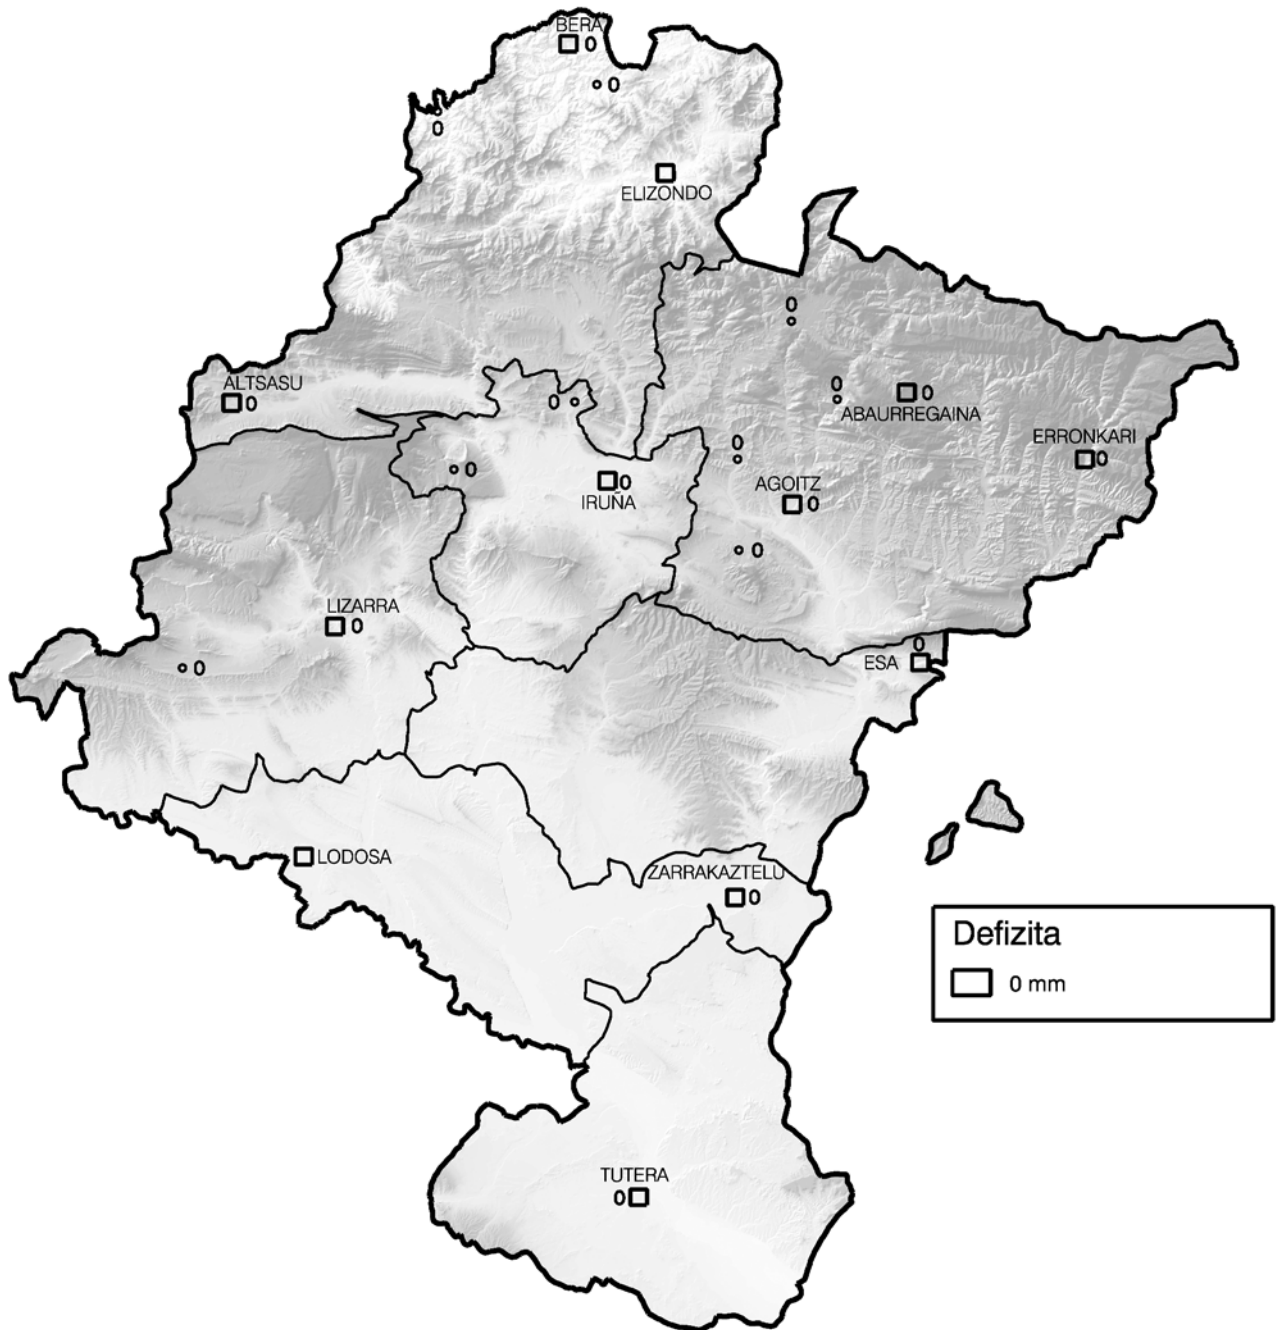 BERA
0
0
0
ELIZONDO
0
ALTSASU
0
0
0
ABAURREGAINA
0
ERRONKARI
0
0
0
IRUÑA
0
AGOITZ
0
0
LIZARRA
0
0
ESA
0
LODOSA
ZARRAKAZTELU
0
Defizita
0 mm
TUTERA
0